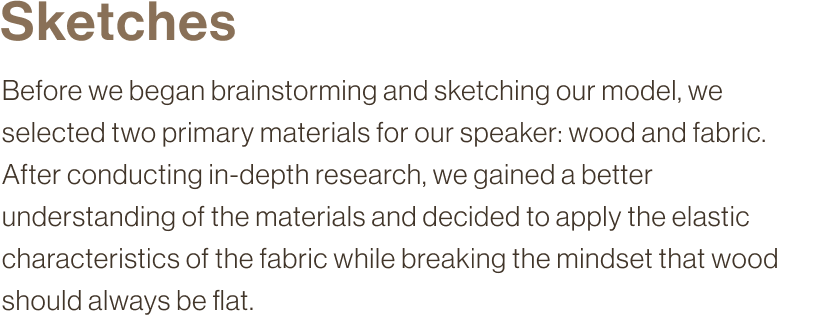 Sketches
Before we began brainstorming and sketching our model, we
selected two primary materials for our speaker: wood and fabric.
After conducting in-depth research, we gained a better
understanding of the materials and decided to apply the elastic
characteristics of the fabric while breaking the mindset that wood
should always be flat.